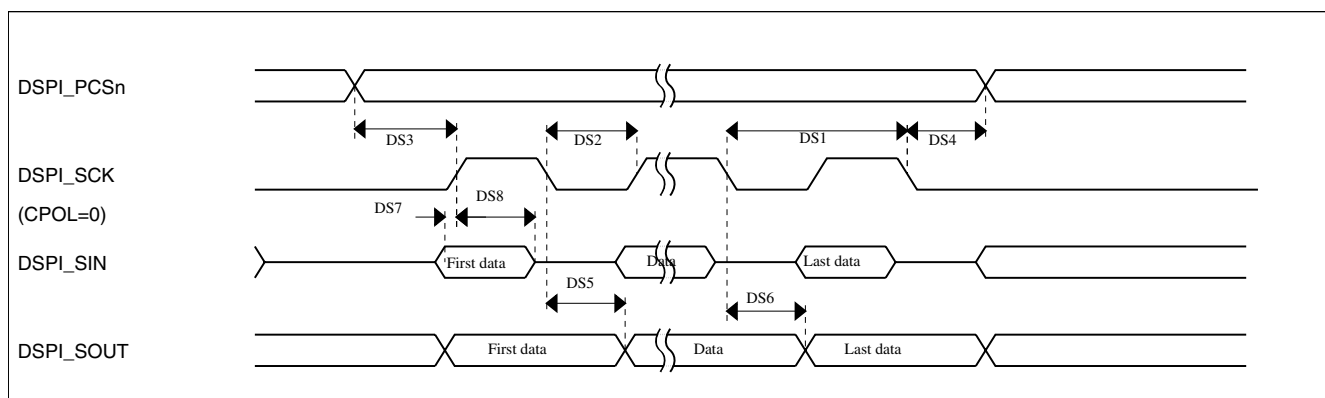 DSPI_PCSn
DS3
DS2
DS1
DS4
DSPI_SCK
(CPOL=0)
DS7
DS8
DSPI_SIN
First data
Data
Last data
DS5
DS6
DSPI_SOUT
First data
Data
Last data